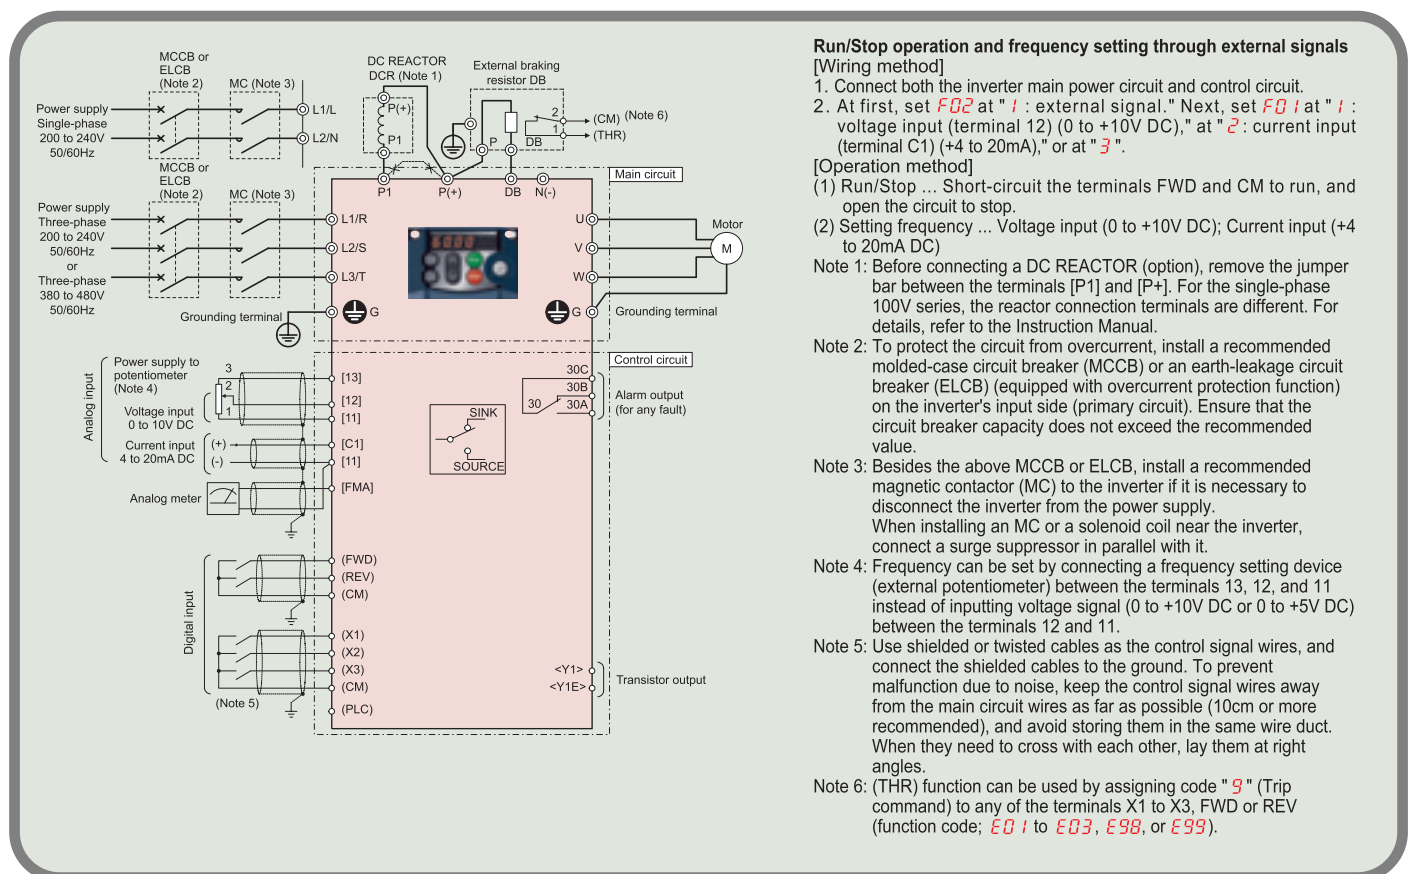 MCCB or
ELCB
(Note 2)
MC (Note 3)
Power supply
Single-phase
200 to 240V
50/60Hz
L1/L
L2/N
DC REACTOR
DCR (Note 1)
P(+)
P1
External braking
resistor DB
2
1
P
DB
(CM)
(THR)
(Note 6)
MCCB or
ELCB
(Note 2)
MC (Note 3)
Power supply
Three-phase
200 to 240V
50/60Hz
or
Three-phase
380 to 480V
50/60Hz
Main circuit
P1
P(+)
DB
N(-)
L1/R
L2/S
L3/T
G
Grounding terminal
U
V
W
G
Motor
M
Grounding terminal
Control circuit
Analog input
Power supply to
potentiometer
(Note 4)
3
2
1
Voltage input
0 to 10V DC
Current input
4 to 20mA DC
(+)
(-)
Analog meter
[13]
[12]
[11]
[C1]
[11]
[FMA]
SINK
SOURCE
30C
30B
30
30A
Alarm output
(for any fault)
Digital input
(FWD)
(REV)
(CM)
(X1)
(X2)
(X3)
(CM)
(PLC)
(Note 5)
<Y1>
<Y1E>
Transistor output
Run/Stop operation and frequency setting through external signals
[Wiring method]
1. Connect both the inverter main power circuit and control circuit.
2. At first, set F02 at " 1 : external signal." Next, set F01 at " 1 :
voltage input (terminal 12) (0 to +10V DC)," at " 2 : current input
(terminal C1) (+4 to 20mA)," or at " 3 ".
[Operation method]
(1) Run/Stop ... Short-circuit the terminals FWD and CM to run, and
open the circuit to stop.
(2) Setting frequency ... Voltage input (0 to +10V DC); Current input (+4
to 20mA DC)
Note 1: Before connecting a DC REACTOR (option), remove the jumper
bar between the terminals [P1] and [P+]. For the single-phase
100V series, the reactor connection terminals are different. For
details, refer to the Instruction Manual.
Note 2: To protect the circuit from overcurrent, install a recommended
molded-case circuit breaker (MCCB) or an earth-leakage circuit
breaker (ELCB) (equipped with overcurrent protection function)
on the inverter's input side (primary circuit). Ensure that the
circuit breaker capacity does not exceed the recommended
value.
Note 3: Besides the above MCCB or ELCB, install a recommended
magnetic contactor (MC) to the inverter if it is necessary to
disconnect the inverter from the power supply.
When installing an MC or a solenoid coil near the inverter,
connect a surge suppressor in parallel with it.
Note 4: Frequency can be set by connecting a frequency setting device
(external potentiometer) between the terminals 13, 12, and 11
instead of inputting voltage signal (0 to +10V DC or 0 to +5V DC)
between the terminals 12 and 11.
Note 5: Use shielded or twisted cables as the control signal wires, and
connect the shielded cables to the ground. To prevent
malfunction due to noise, keep the control signal wires away
from the main circuit wires as far as possible (10cm or more
recommended), and avoid storing them in the same wire duct.
When they need to cross with each other, lay them at right
angles.
Note 6: (THR) function can be used by assigning code " 9 " (Trip
command) to any of the terminals X1 to X3, FWD or REV
(function code; E01 to E03, E98, or E99).